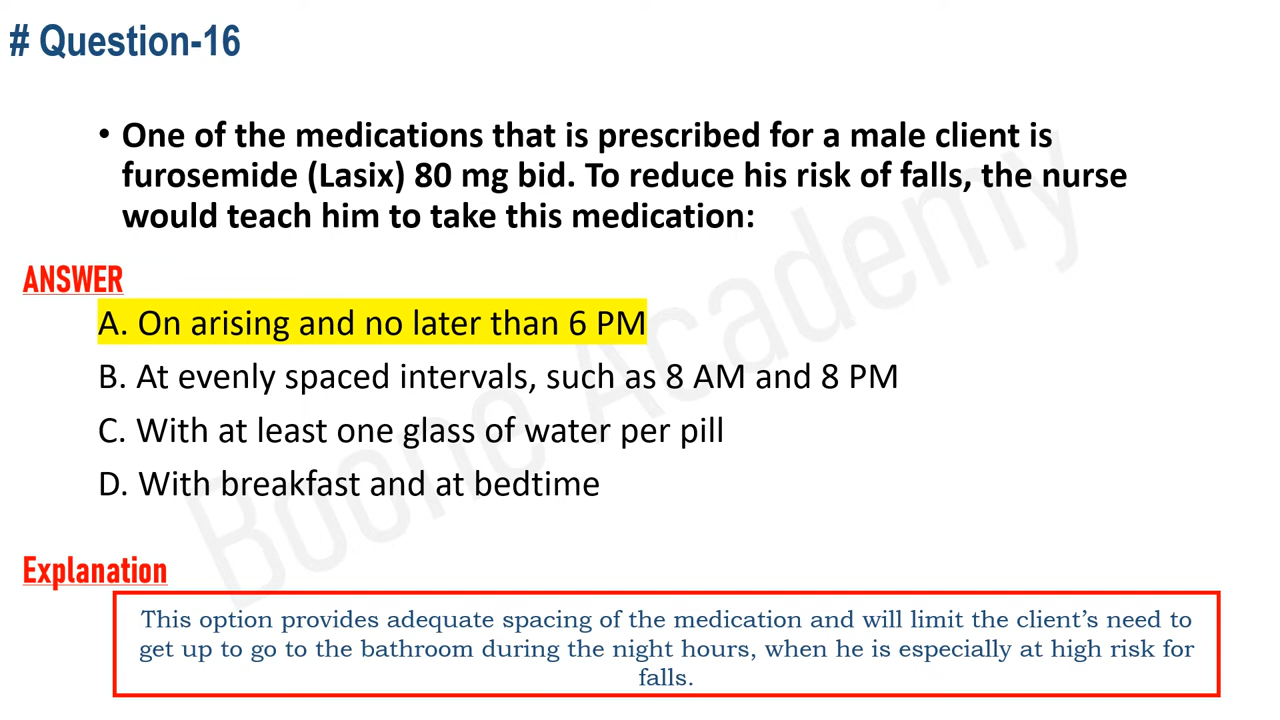 # Question-16
• One of the medications that is prescribed for a male client is
furosemide (Lasix) 80 mg bid. To reduce his risk of falls, the nurse
would teach him to take this medication:
ANSWER
A. On arising and no later than 6 PM
B. At evenly spaced intervals, such as 8 AM and 8 PM
C. With at least one glass of water per pill
D. With breakfast and at bedtime
Explanation
This option provides adequate spacing of the medication and will limit the client’s need to
get up to go to the bathroom during the night hours, when he is especially at high risk for
falls.
Boono Academy